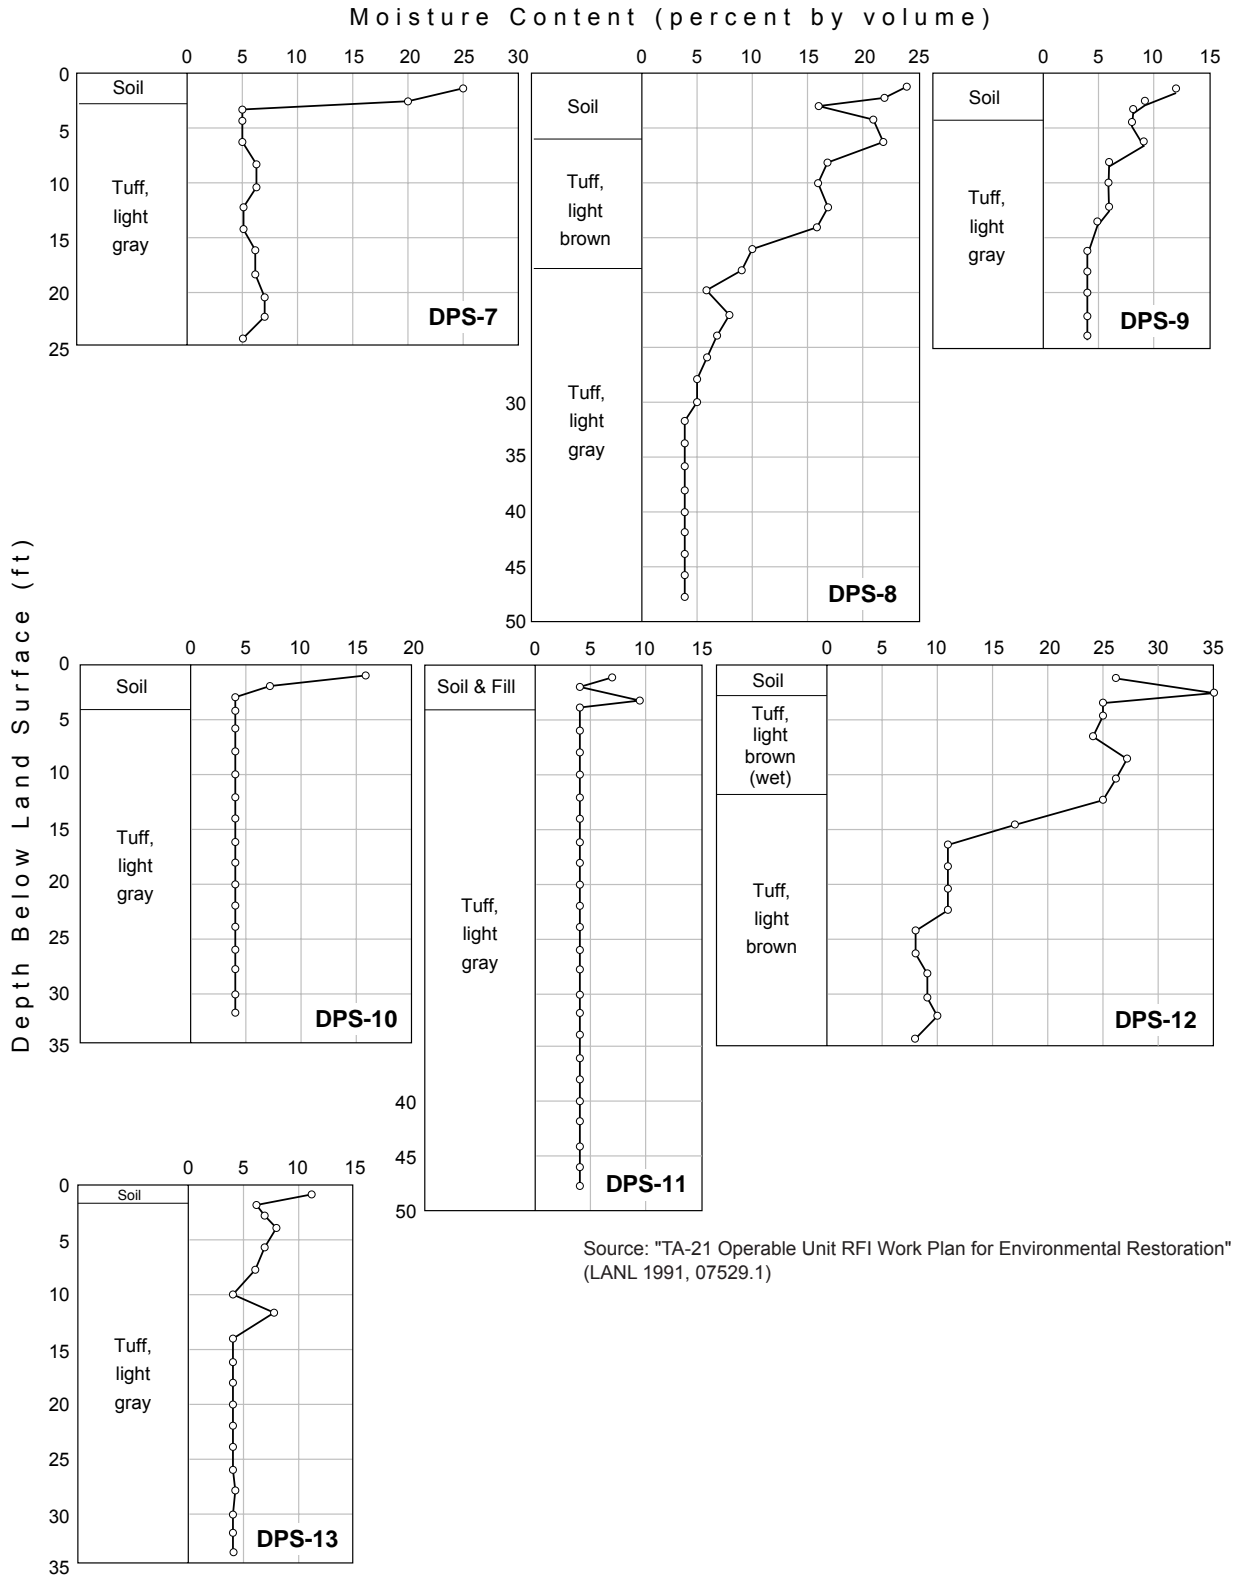 Moisture Content (percent by volume)
0 5 10 15 20 25 30
0 5 10 15 20 25
0 5 10 15
0
5
10
15
20
25
Soil
Tuff,
light
gray
DPS-7
Soil
Tuff,
light
brown
Tuff,
light
gray
30
35
40
45
50
DPS-8
Soil
Tuff,
light
gray
DPS-9
Depth Below Land Surface (ft)
0 5 10 15 20
0 5 10 15
0 5 10 15 20 25 30 35
0
5
10
15
20
25
30
35
Soil
Tuff,
light
gray
DPS-10
Soil & Fill
Tuff,
light
gray
40
45
50
DPS-11
Soil
Tuff,
light
brown
(wet)
Tuff,
light
brown
DPS-12
0 5 10 15
0
5
10
15
20
25
30
35
Soil
Tuff,
light
gray
DPS-13
Source: "TA-21 Operable Unit RFI Work Plan for Environmental Restoration"
(LANL 1991, 07529.1)